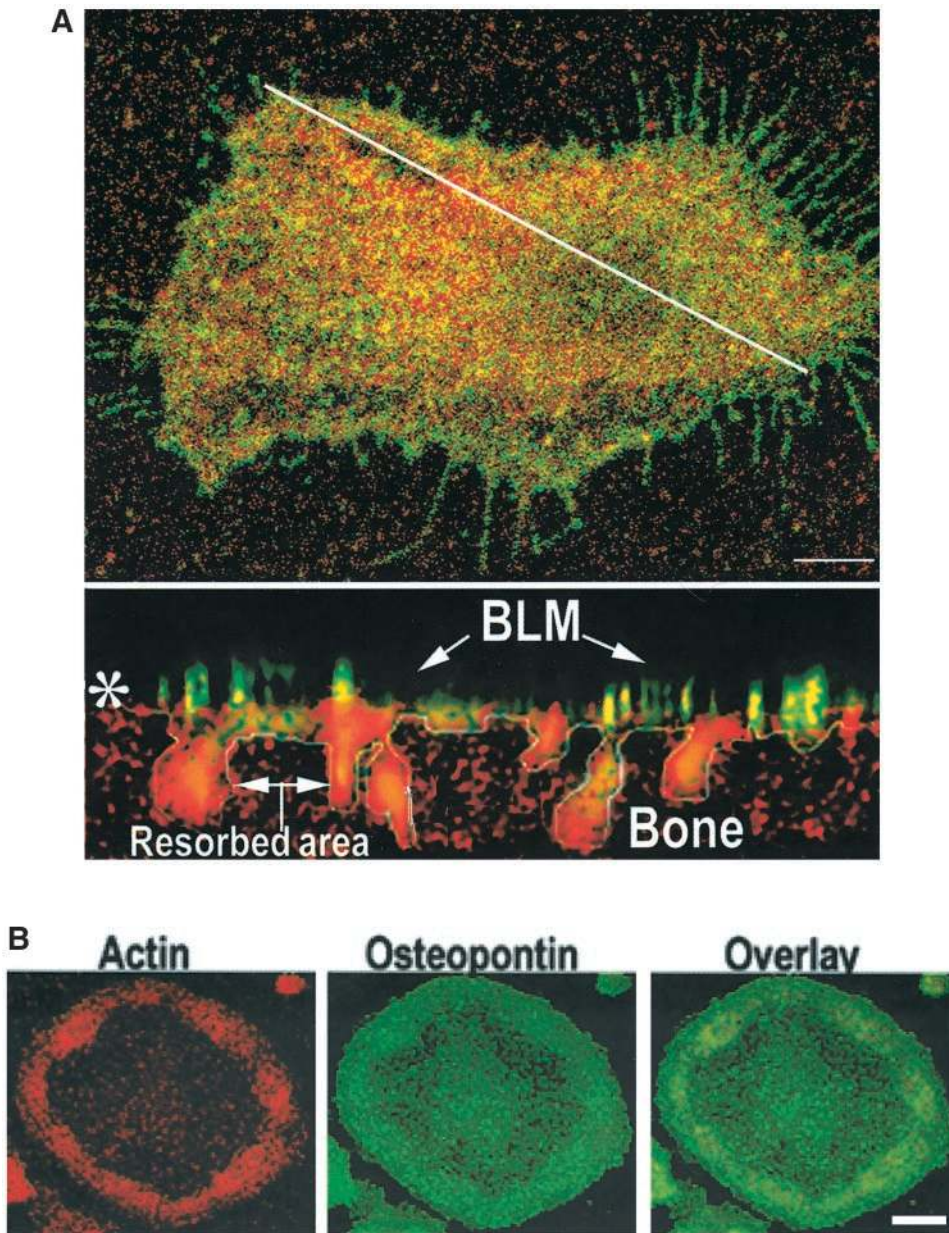 A
BLM
*
Resorbed area
Bone
B
Actin
Osteopontin
Overlay